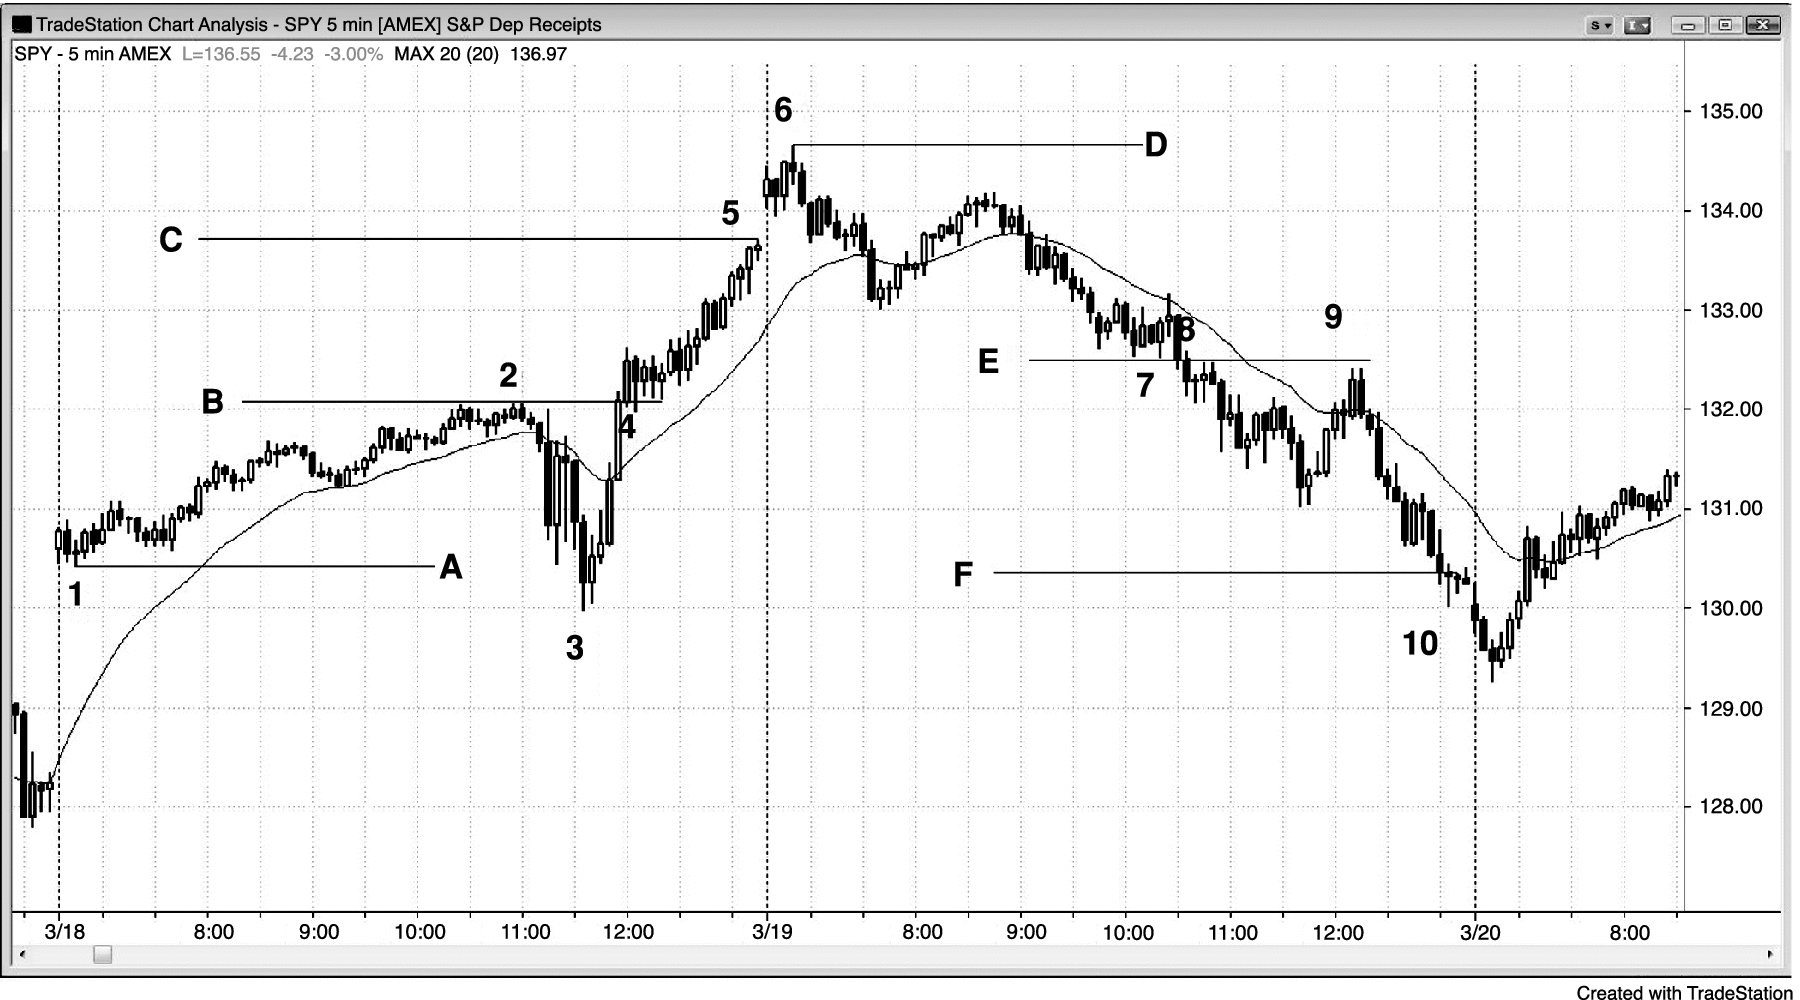 TradeStation Chart Analysis - SPY 5 min [AMEX] S&P Dep Receipts
S
L
SPY - 5 min AMEX L=136.55 -4.23 -3.00% MAX 20 (20) 136.97
6
135.00
D
5
134.00
C
133.00
9
8
E
2
7
B
132.00
4
131.00
A
F
1
130.00
3
10
129.00
128.00
3/18 8:00 9:00 10:00 11:00 12:00 3/19 8:00 9:00 10:00 11:00 12:00 3/20 8:00
Created with TradeStation